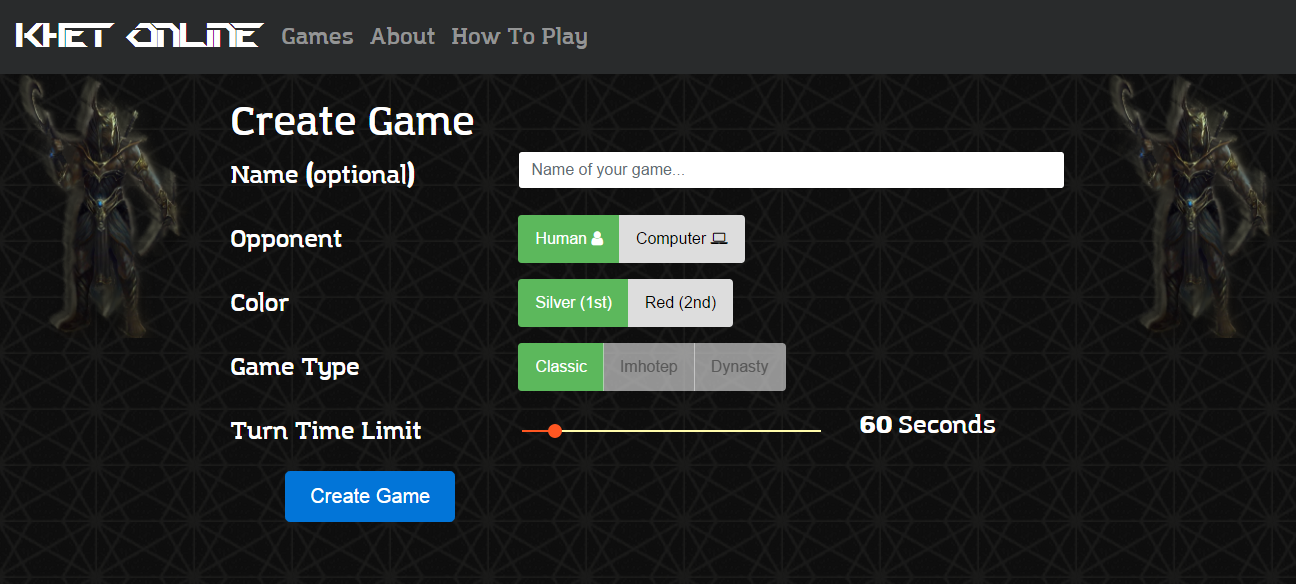 KHET ONLINE Games About How To Play
Create Game
Name (optional) Name of your game...
Opponent Human Computer
Color Silver (1st) Red (2nd)
Game Type Classic Imhotep Dynasty
Turn Time Limit 60 Seconds
Create Game